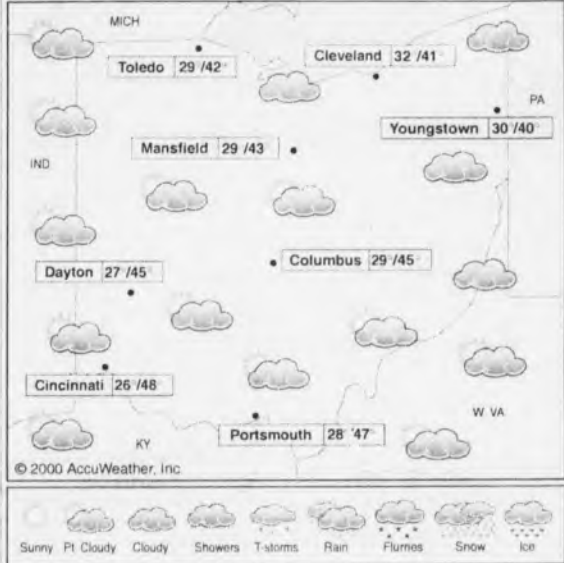 MICH
Cleveland 32 /41°
Toledo 29 /42°
PA
Youngstown 30 /40°
Mansfield 29 /43
IND
Columbus 29 /45°
Dayton 27 /45°
Cincinnati 26 /48°
W. VA
Portsmouth 28° '47°
KY
© 2000 AccuWeather, Inc
Sunny Pt. Cloudy Cloudy Showers T-storms Rain Flurries Snow Ice